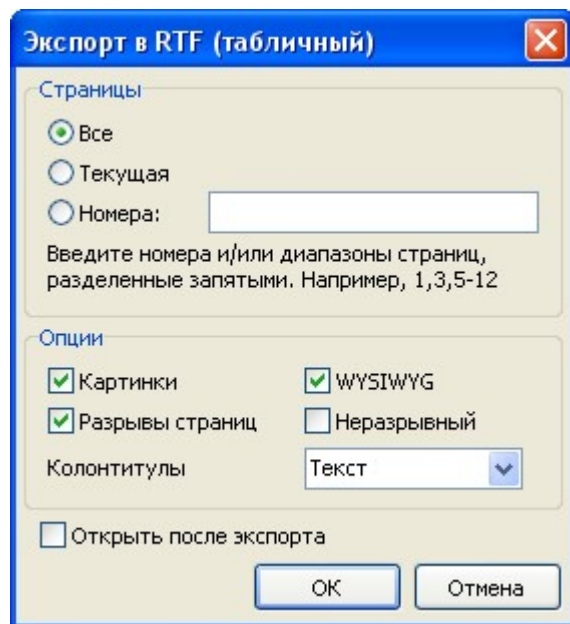 Экспорт в RTF (табличный)
Страницы
Все
Текущая
Номера:
Введите номера и/или диапазоны страниц,
разделенные запятыми. Например, 1,3,5-12
Опции
Картинки WYSIWYG
Разрывы страниц Неразрывный
Колонтитулы Текст
Открыть после экспорта
ОК Отмена